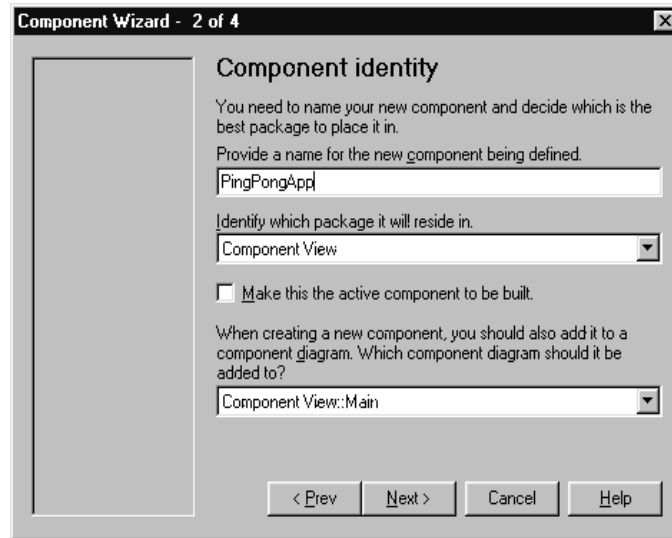 Component Wizard - 2 of 4
Component identity
You need to name your new component and decide which is the
best package to place it in.
Provide a name for the new component being defined.
PingPongApp
Identify which package it will reside in.
Component View
Make this the active component to be built.
When creating a new component, you should also add it to a
component diagram. Which component diagram should it be
added to?
Component View::Main
< Prev
Next >
Cancel
Help